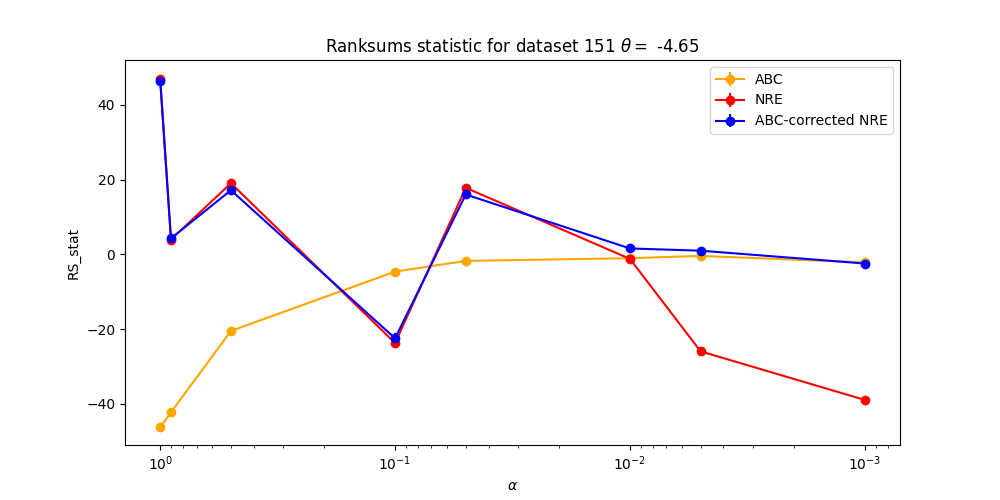 Ranksums statistic for dataset 151 θ = -4.65
ABC
NRE
ABC-corrected NRE
RS_stat
40
20
0
−20
−40
10⁰
10⁻¹
10⁻²
10⁻³
α